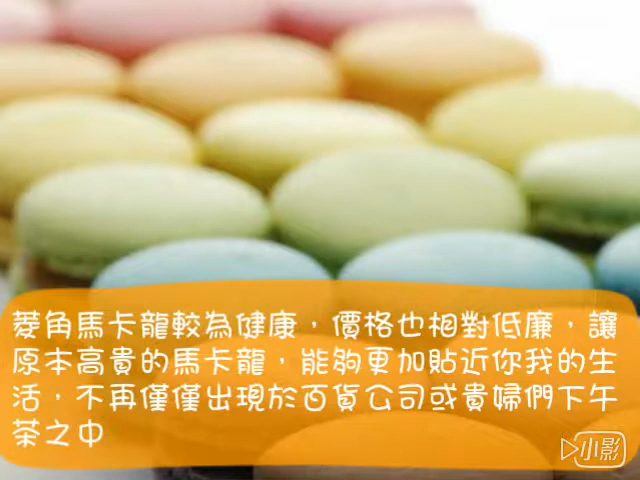 菱角馬卡龍較為健康，價格也相對低廉，讓
原本高貴的馬卡龍，能夠更加貼近你我的生
活，不再僅僅出現於百貨公司或貴婦們下午
茶之中
小影